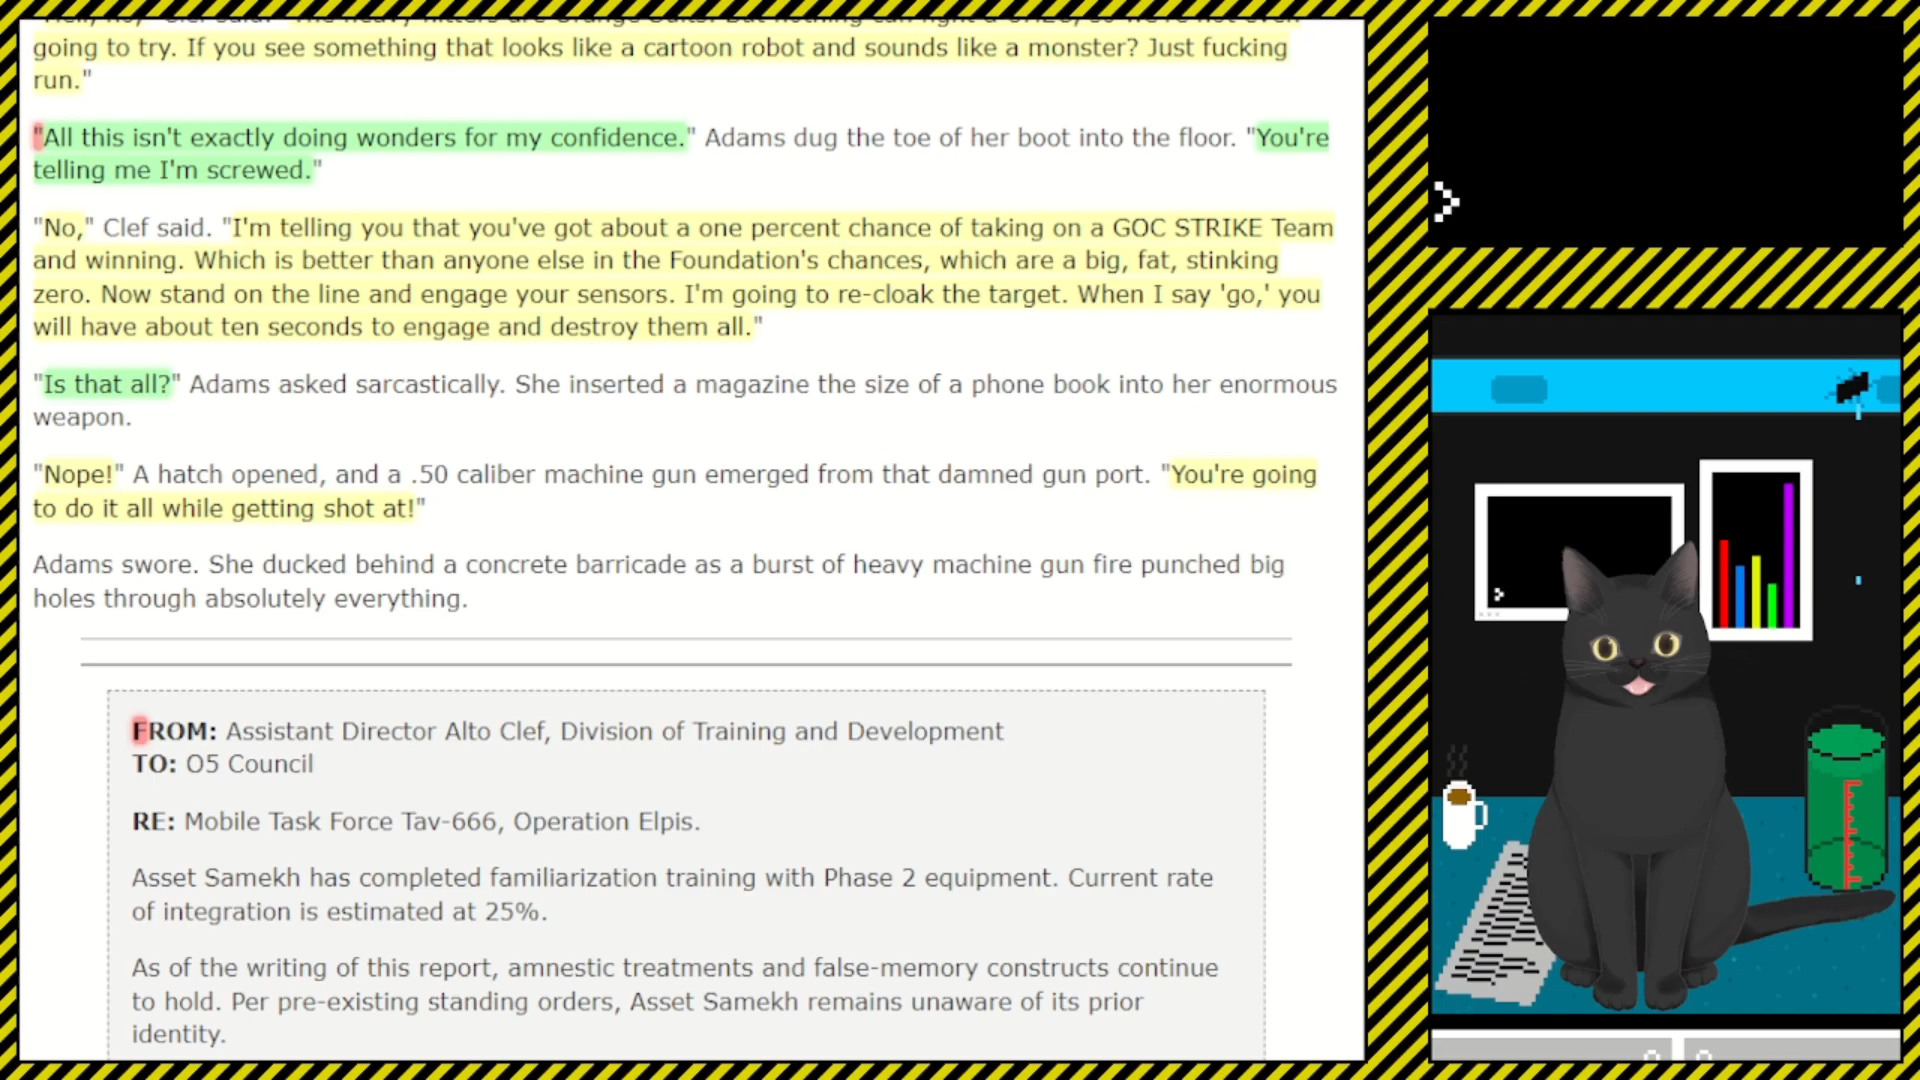 going to try. If you see something that looks like a cartoon robot and sounds like a monster? Just fucking
run."
"All this isn't exactly doing wonders for my confidence." Adams dug the toe of her boot into the floor. "You're
telling me I'm screwed."
"No," Clef said. "I'm telling you that you've got about a one percent chance of taking on a GOC STRIKE Team
and winning. Which is better than anyone else in the Foundation's chances, which are a big, fat, stinking
zero. Now stand on the line and engage your sensors. I'm going to re-cloak the target. When I say 'go,' you
will have about ten seconds to engage and destroy them all."
"Is that all?" Adams asked sarcastically. She inserted a magazine the size of a phone book into her enormous
weapon.
"Nope!" A hatch opened, and a .50 caliber machine gun emerged from that damned gun port. "You're going
to do it all while getting shot at!"
Adams swore. She ducked behind a concrete barricade as a burst of heavy machine gun fire punched big
holes through absolutely everything.
FROM: Assistant Director Alto Clef, Division of Training and Development
TO: O5 Council
RE: Mobile Task Force Tav-666, Operation Elpis.
Asset Samekh has completed familiarization training with Phase 2 equipment. Current rate
of integration is estimated at 25%.
As of the writing of this report, amnestic treatments and false-memory constructs continue
to hold. Per pre-existing standing orders, Asset Samekh remains unaware of its prior
identity.